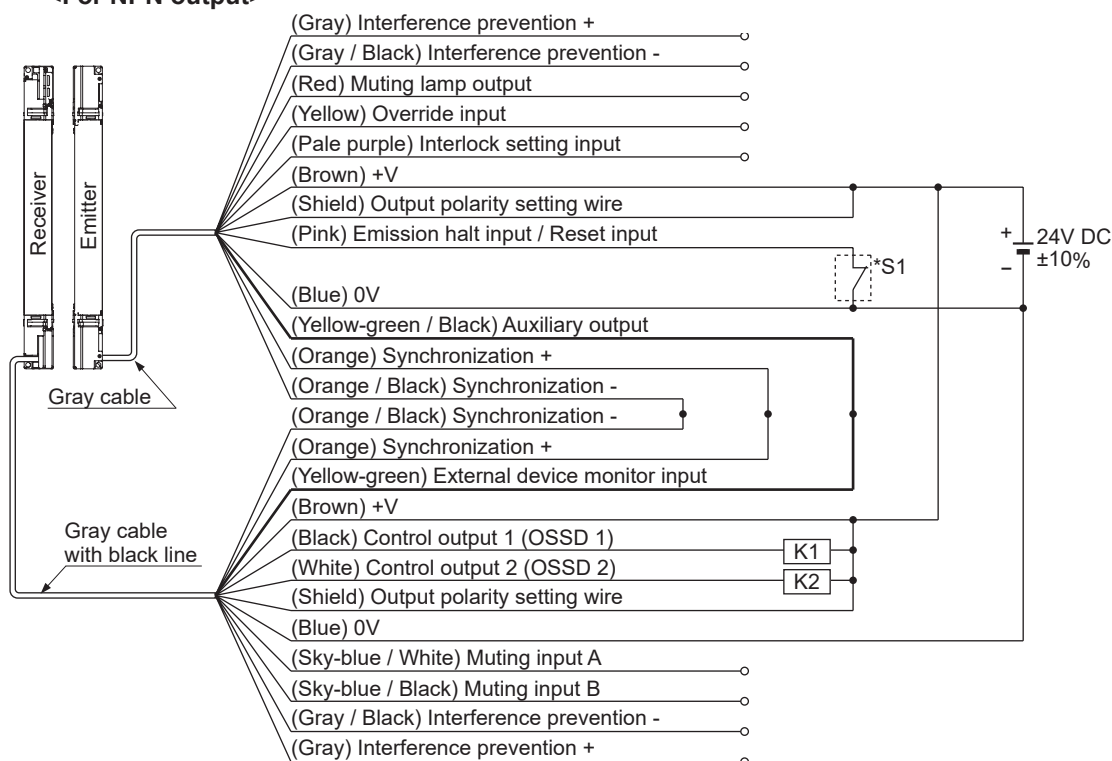 <For NPN output>
(Gray) Interference prevention +
(Gray / Black) Interference prevention -
(Red) Muting lamp output
(Yellow) Override input
(Pale purple) Interlock setting input
(Brown) +V
(Shield) Output polarity setting wire
(Pink) Emission halt input / Reset input
+
24V DC
±10%
-
*S1
(Blue) 0V
(Yellow-green / Black) Auxiliary output
(Orange) Synchronization +
(Orange / Black) Synchronization -
(Orange / Black) Synchronization -
(Orange) Synchronization +
(Yellow-green) External device monitor input
(Brown) +V
(Black) Control output 1 (OSSD 1)
K1
(White) Control output 2 (OSSD 2)
K2
(Shield) Output polarity setting wire
(Blue) 0V
(Sky-blue / White) Muting input A
(Sky-blue / Black) Muting input B
(Gray / Black) Interference prevention -
(Gray) Interference prevention +
Receiver
Emitter
Gray cable
Gray cable
with black line